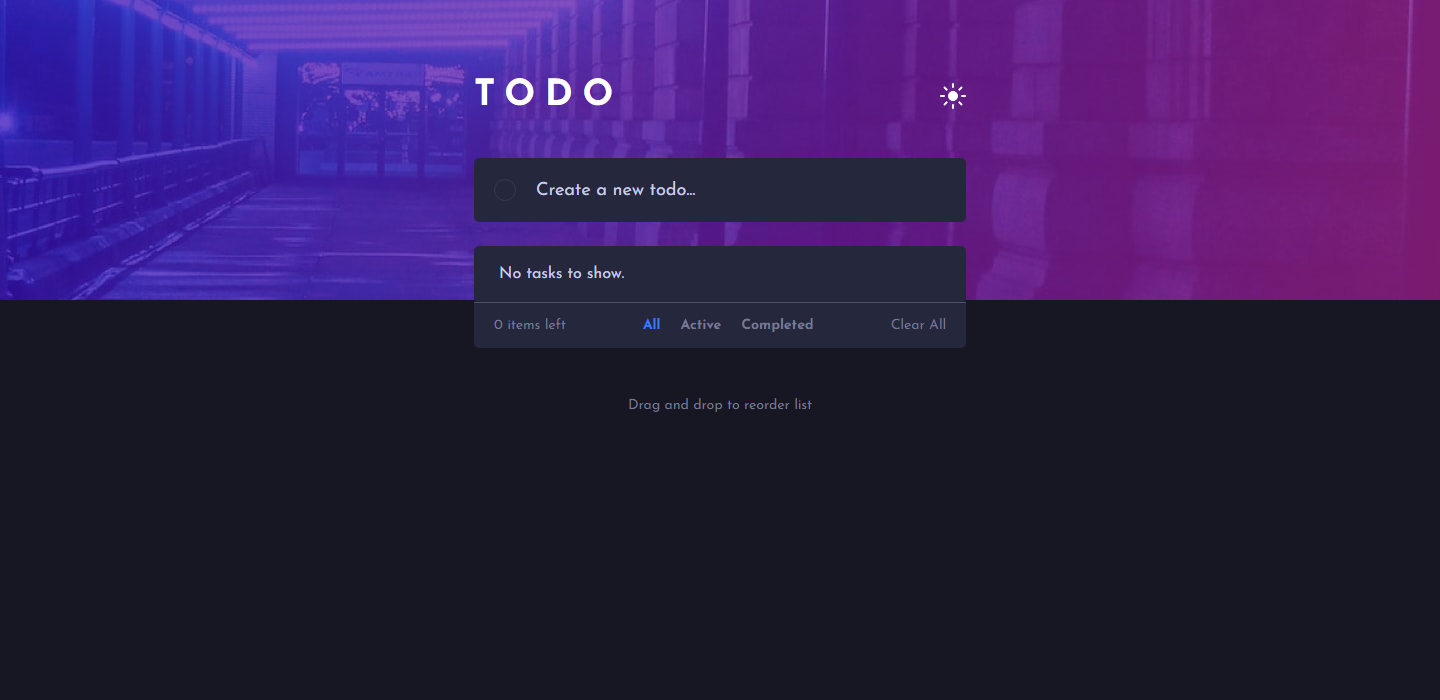 TODO
Create a new todo...
No tasks to show.
0 items left
All
Active
Completed
Clear All
Drag and drop to reorder list